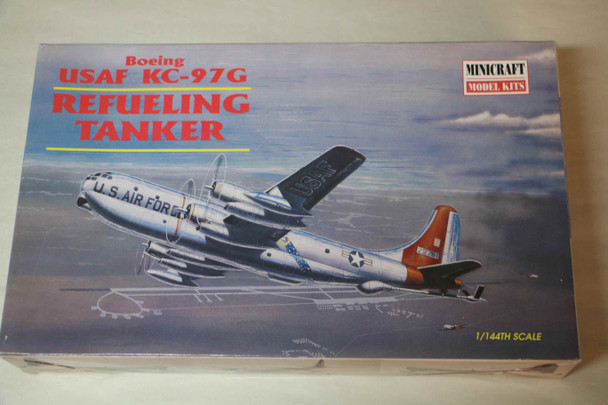 Boeing
USAF KC-97G
REFUELING
TANKER
MINICRAFT
MODEL KITS
U.S. AIR FOR
USAF
1/144TH SCALE